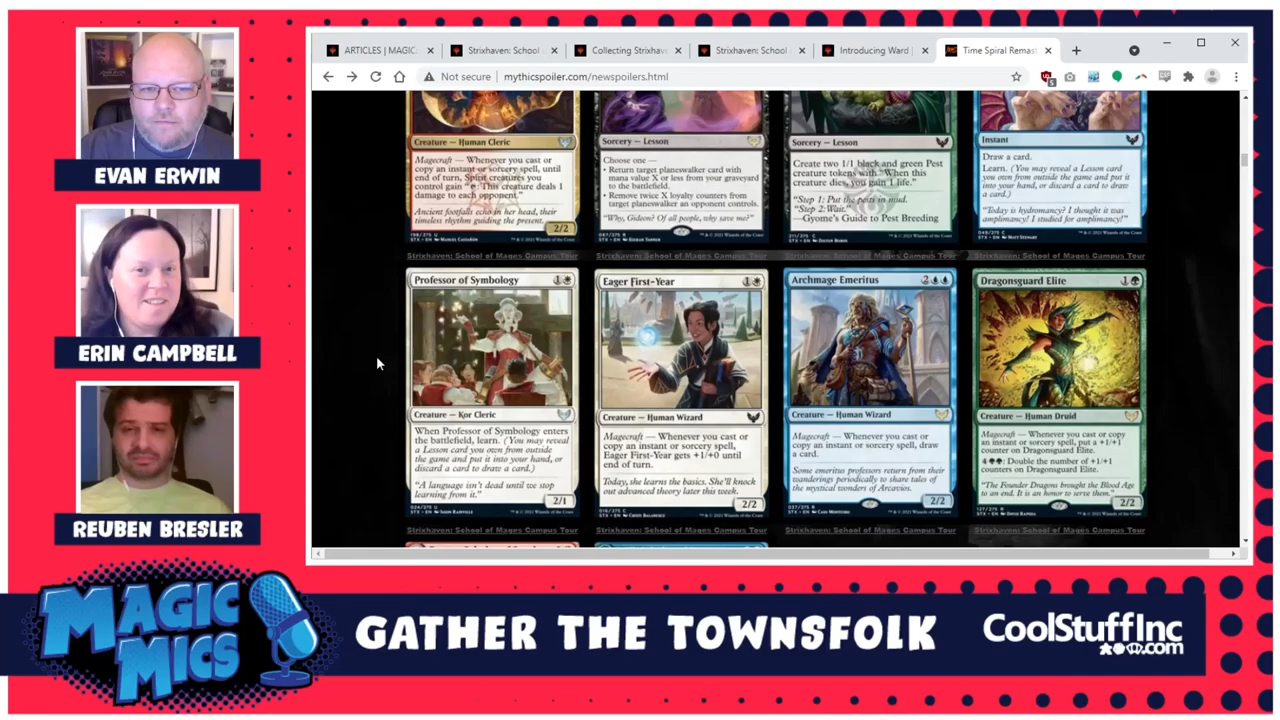 EVAN ERWIN
ERIN CAMPBELL
REUBEN BRESLER
ARTICLES | MAGIC:
Strixhaven: School o
Collecting Strixhave
Strixhaven: School o
Introducing Ward |
Time Spiral Remast
Not secure | mythicspoiler.com/newspoilers.html
Creature — Human Cleric
Magecraft — Whenever you cast or
copy an instant or sorcery spell, until
end of turn, Spirit creatures you
control gain
This creature deals 1
damage to each opponent."
Ancient footfalls echo in her head, their
timeless rhythm guiding the present.
2/2
Sorcery — Lesson
Choose one —
• Return target planeswalker card with
mana value X or less from your graveyard
to the battlefield.
• Remove twice X loyalty counters from
target planeswalker an opponent controls.
"Why, Gideon? Of all people, why save me?"
Sorcery — Lesson
Create two 1/1 black and green Pest
creature tokens with "When this
creature dies, you gain 1 life."
"Step 1: Put the pests in mud.
Step 2: Wait."
—Gyome's Guide to Pest Breeding
Instant
Draw a card.
Learn. (You may reveal a Lesson card you
own from outside the game and put it
into your hand, or discard a card to draw
a card.)
"Today is hydromancy? I thought it was
amplimancy! I studied for amplimancy!"
Strixhaven: School of Mages Campus Tour
Strixhaven: School of Mages Campus Tour
Strixhaven: School of Mages Campus Tour
Strixhaven: School of Mages Campus Tour
Professor of Symbology
1
Creature — Kor Cleric
When Professor of Symbology enters
the battlefield, learn. (You may reveal
a Lesson card you own from outside
the game and put it into your hand, or
discard a card to draw a card.)
"A language isn't dead until we stop
learning from it."
2/1
Eager First-Year
1
Creature — Human Wizard
Magecraft — Whenever you cast or
copy an instant or sorcery spell,
Eager First-Year gets +1/+0 until
end of turn.
Today, she learns the basics. She'll knock
out advanced theory later this week.
2/2
Archmage Emeritus
2
Creature — Human Wizard
Magecraft — Whenever you cast or
copy an instant or sorcery spell, draw
a card.
Some emeritus professors return from their
wanderings periodically to share tales of
the mystical wonders of Arcavios.
2/2
Dragonsguard Elite
1
Creature — Human Druid
Magecraft — Whenever you cast or copy
an instant or sorcery spell, put a +1/+1
counter on Dragonsguard Elite.
4
: Double the number of +1/+1
counters on Dragonsguard Elite.
"The Founder Dragons brought the Blood Age
to an end. It is an honor to serve them."
2/2
Strixhaven: School of Mages Campus Tour
Strixhaven: School of Mages Campus Tour
Strixhaven: School of Mages Campus Tour
Strixhaven: School of Mages Campus Tour
MAGIC
MICS
GATHER THE TOWNSFOLK
CoolStuffInc
.com